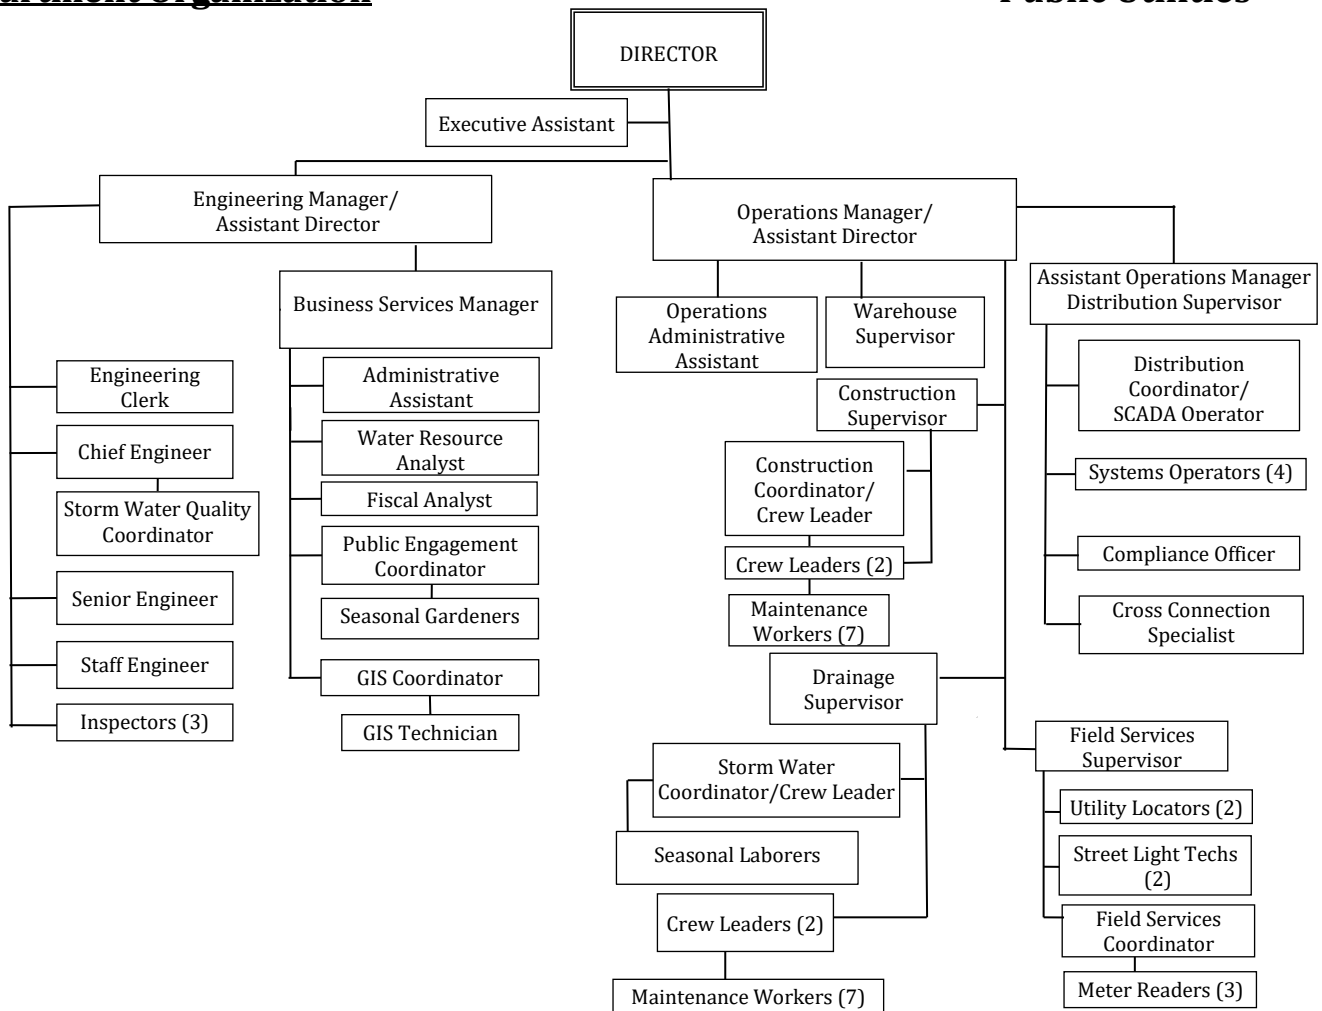 Organization
Public Utilities
DIRECTOR
Executive Assistant
Engineering Manager/
Assistant Director
Operations Manager/
Assistant Director
Business Services Manager
Assistant Operations Manager
Distribution Supervisor
Operations
Administrative
Assistant
Warehouse
Supervisor
Engineering
Clerk
Chief Engineer
Storm Water Quality
Coordinator
Senior Engineer
Staff Engineer
Inspectors (3)
Administrative
Assistant
Water Resource
Analyst
Fiscal Analyst
Public Engagement
Coordinator
Seasonal Gardeners
GIS Coordinator
GIS Technician
Construction
Supervisor
Construction
Coordinator/
Crew Leader
Crew Leaders (2)
Maintenance
Workers (7)
Drainage
Supervisor
Storm Water
Coordinator/Crew Leader
Seasonal Laborers
Crew Leaders (2)
Maintenance Workers (7)
Distribution
Coordinator/
SCADA Operator
Systems Operators (4)
Compliance Officer
Cross Connection
Specialist
Field Services
Supervisor
Utility Locators (2)
Street Light Techs
(2)
Field Services
Coordinator
Meter Readers (3)